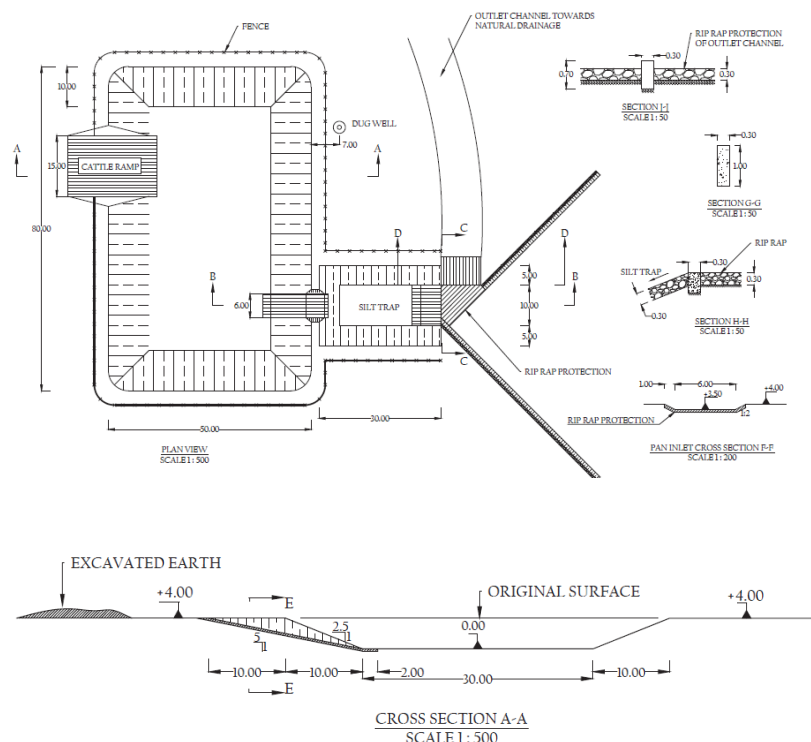 FENCE
OUTLET CHANNEL TOWARDS
NATURAL DRAINAGE
RIP RAP PROTECTION
OF OUTLET CHANNEL
0.30
0.70
0.30
SECTION J-J
SCALE 1 : 50
10.00
DUG WELL
7.00
A
A
15.00
CATTLE RAMP
80.00
0.30
1.00
SECTION G-G
SCALE 1 : 50
D
C
D
B
B
6.00
SILT TRAP
5.00
10.00
5.00
C
RIP RAP
SILT TRAP
0.30
0.30
0.30
SECTION H-H
SCALE 1 : 50
RIP RAP PROTECTION
1.00
6.00
+3.50
+4.00
1:2
RIP RAP PROTECTION
PAN INLET CROSS SECTION F-F
SCALE 1 : 200
30.00
50.00
PLAN VIEW
SCALE 1 : 500
EXCAVATED EARTH
+4.00
E
ORIGINAL SURFACE
+4.00
2.5
1
0.00
5
1
10.00
10.00
2.00
30.00
10.00
E
CROSS SECTION A-A
SCALE 1 : 500